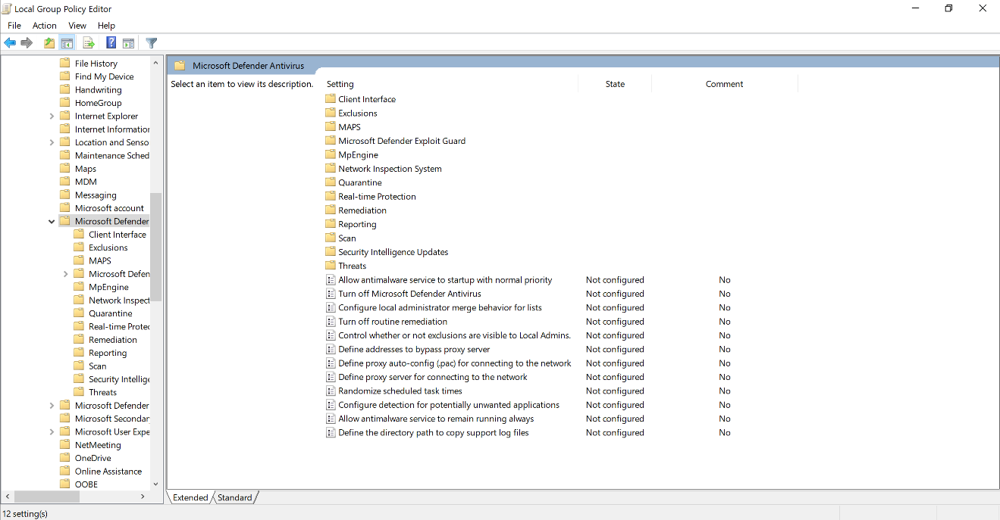 Local Group Policy Editor
File Action View Help
File History
Find My Device
Handwriting
HomeGroup
Internet Explorer
Internet Information
Location and Senso
Maintenance Sched
Maps
MDM
Messaging
Microsoft account
Microsoft Defender
Client Interface
Exclusions
MAPS
Microsoft Defen
MpEngine
Network Inspect
Quarantine
Real-time Protec
Remediation
Reporting
Scan
Security Intellige
Threats
Microsoft Defender
Microsoft Secondar
Microsoft User Expe
NetMeeting
OneDrive
Online Assistance
OOBE
Microsoft Defender Antivirus
Select an item to view its description.
Setting State Comment
Client Interface
Exclusions
MAPS
Microsoft Defender Exploit Guard
MpEngine
Network Inspection System
Quarantine
Real-time Protection
Remediation
Reporting
Scan
Security Intelligence Updates
Threats
Allow antimalware service to startup with normal priority Not configured No
Turn off Microsoft Defender Antivirus Not configured No
Configure local administrator merge behavior for lists Not configured No
Turn off routine remediation Not configured No
Control whether or not exclusions are visible to Local Admins. Not configured No
Define addresses to bypass proxy server Not configured No
Define proxy auto-config (.pac) for connecting to the network Not configured No
Define proxy server for connecting to the network Not configured No
Randomize scheduled task times Not configured No
Configure detection for potentially unwanted applications Not configured No
Allow antimalware service to remain running always Not configured No
Define the directory path to copy support log files Not configured No
Extended Standard
12 setting(s)